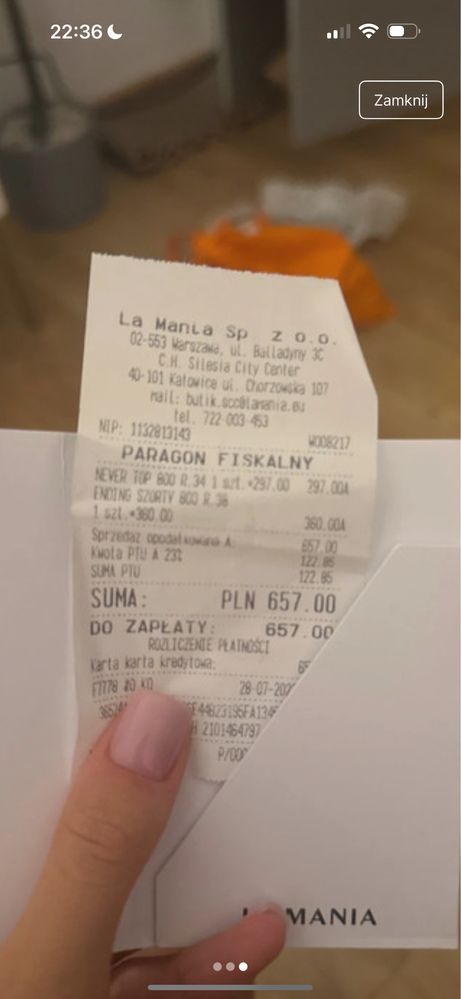 22:36
Zamknij
La Mania Sp z o.o.
02-553 Warszawa, ul. Balladyny 3C
C.H. Silesia City Center
40-101 Katowice ul. Chorzowska 107
mail: butik.scc@lamania.eu
tel. 722-003-453
NIP: 1132813143 W008217
PARAGON FISKALNY
NEVER TOP 800 R.34 1 szt.*297.00 297.00A
ENDING SZORTY 800 R.36
1 szt.*360.00 360.00A
Sprzedaż opodatkowana A: 657.00
Kwota PTU A 23% 122.85
SUMA PTU 122.85
SUMA: PLN 657.00
DO ZAPŁATY: 657.00
ROZLICZENIE PŁATNOŚCI
Karta karta kredytowa:
28-07-202
2101464797
MANIA